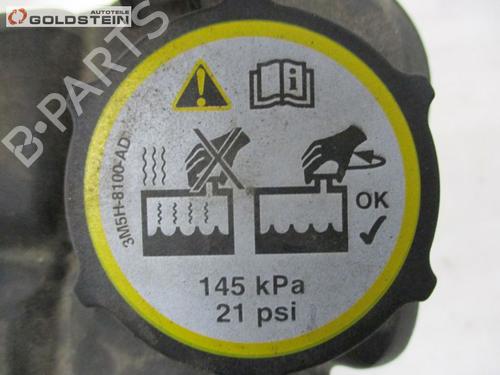 AUTOTEILE
GOLDSTEIN
B-PARTS
3M5H-8100-AD
OK
145 kPa
21 psi